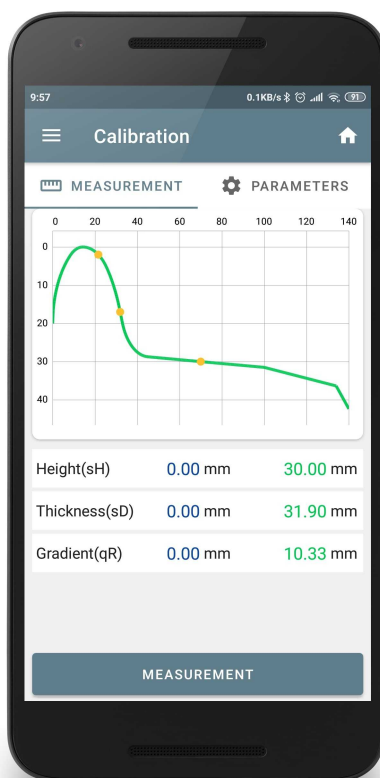 9:57 0.1KB/s 91
Calibration
MEASUREMENT PARAMETERS
0 20 40 60 80 100 120 140
0
10
20
30
40
Height(sH) 0.00 mm 30.00 mm
Thickness(sD) 0.00 mm 31.90 mm
Gradient(qR) 0.00 mm 10.33 mm
MEASUREMENT